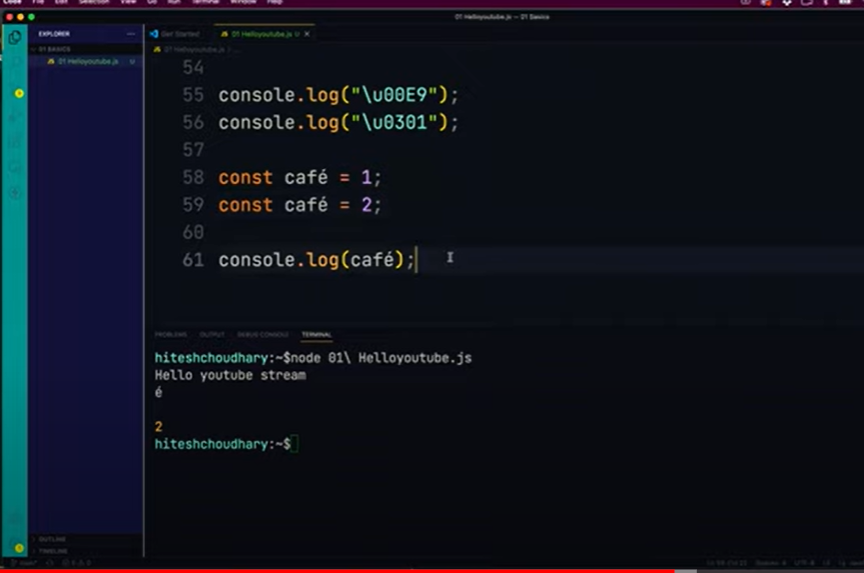 Code File Edit Selection View Go Run Terminal Window Help
01 Helloyoutube.js — 01 Basics
EXPLORER
Get Started
JS 01 Helloyoutube.js U
01 BASICS
JS 01 Helloyoutube.js
JS 01 Helloyoutube.js U
54
55 console.log("\u00E9");
56 console.log("\u0301");
57
58 const café = 1;
59 const café = 2;
60
61 console.log(café);
PROBLEMS OUTPUT DEBUG CONSOLE TERMINAL
hiteshchoudhary:~$node 01\ Helloyoutube.js
Hello youtube stream
é
2
hiteshchoudhary:~$
OUTLINE
TIMELINE